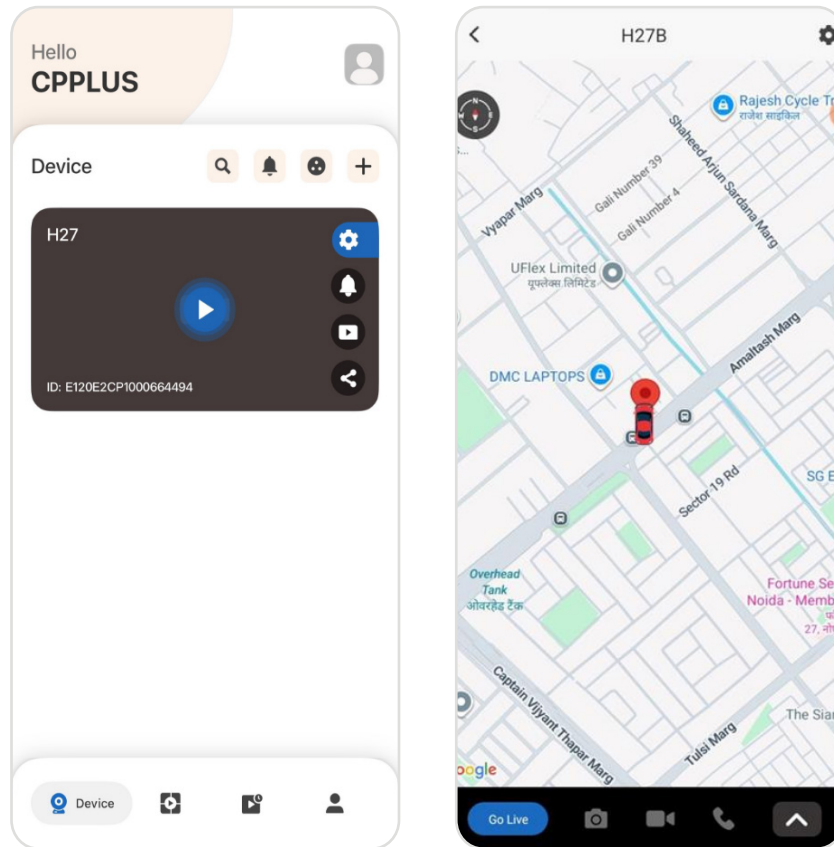 Hello
CPPLUS
Device
H27
ID: E120E2CP1000664494
Device
H27B
Rajesh Cycle Tr
राजेश साइकिल
Shaheed Arjun Sardana Marg
Gali Number 39
Gali Number 4
Vyapar Marg
UFlex Limited
यूफ्लेक्स लिमिटेड
Amaltash Marg
DMC LAPTOPS
Sector 19 Rd
SG E
Overhead
Tank
ओवरहेड टैंक
Fortune Se
Noida - Memb
27, नो
Captain Vijyant Thapar Marg
The Sian
Tulsi Marg
oogle
Go Live